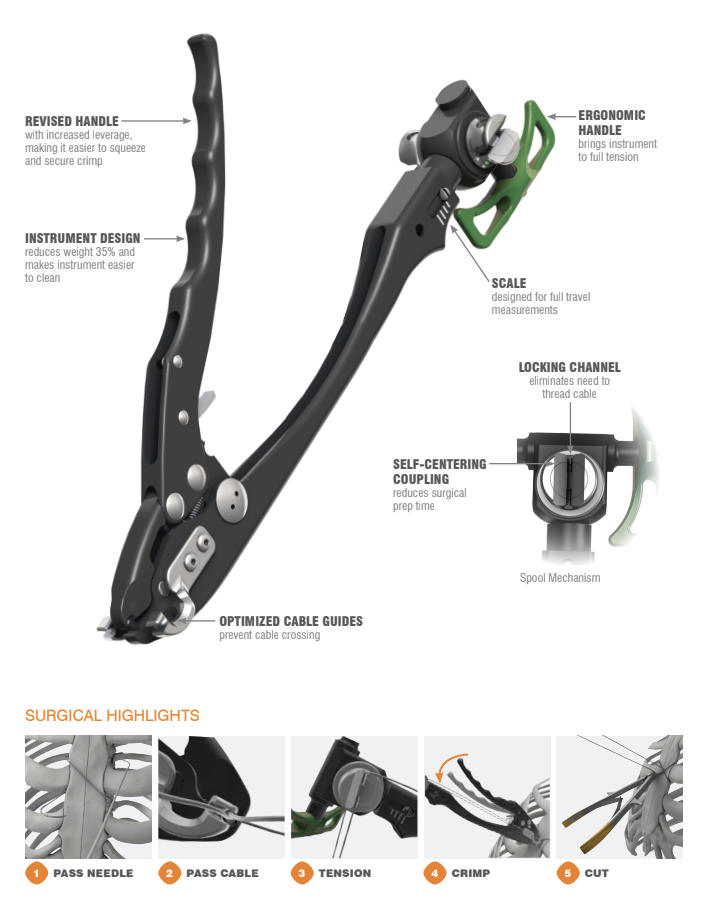 REVISED HANDLE
with increased leverage,
making it easier to squeeze
and secure crimp
ERGONOMIC
HANDLE
brings instrument
to full tension
INSTRUMENT DESIGN
reduces weight 35% and
makes instrument easier
to clean
SCALE
designed for full travel
measurements
LOCKING CHANNEL
eliminates need to
thread cable
SELF-CENTERING
COUPLING
reduces surgical
prep time
Spool Mechanism
OPTIMIZED CABLE GUIDES
prevent cable crossing
SURGICAL HIGHLIGHTS
1 PASS NEEDLE
2 PASS CABLE
3 TENSION
4 CRIMP
5 CUT